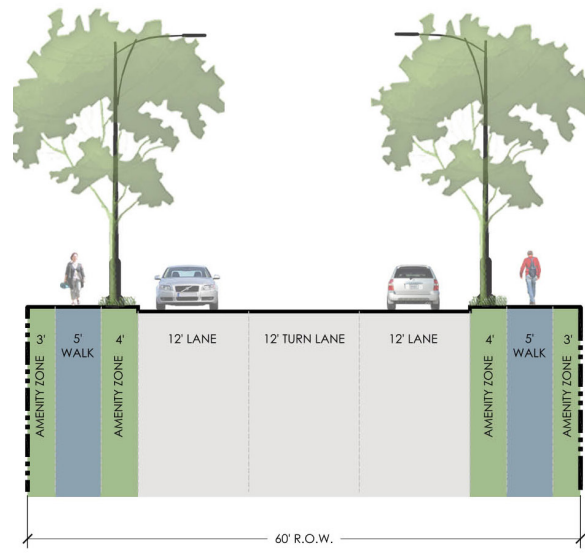 3'
AMENITY ZONE
5'
WALK
4'
AMENITY ZONE
12' LANE
12' TURN LANE
12' LANE
4'
AMENITY ZONE
5'
WALK
3'
AMENITY ZONE
60' R.O.W.